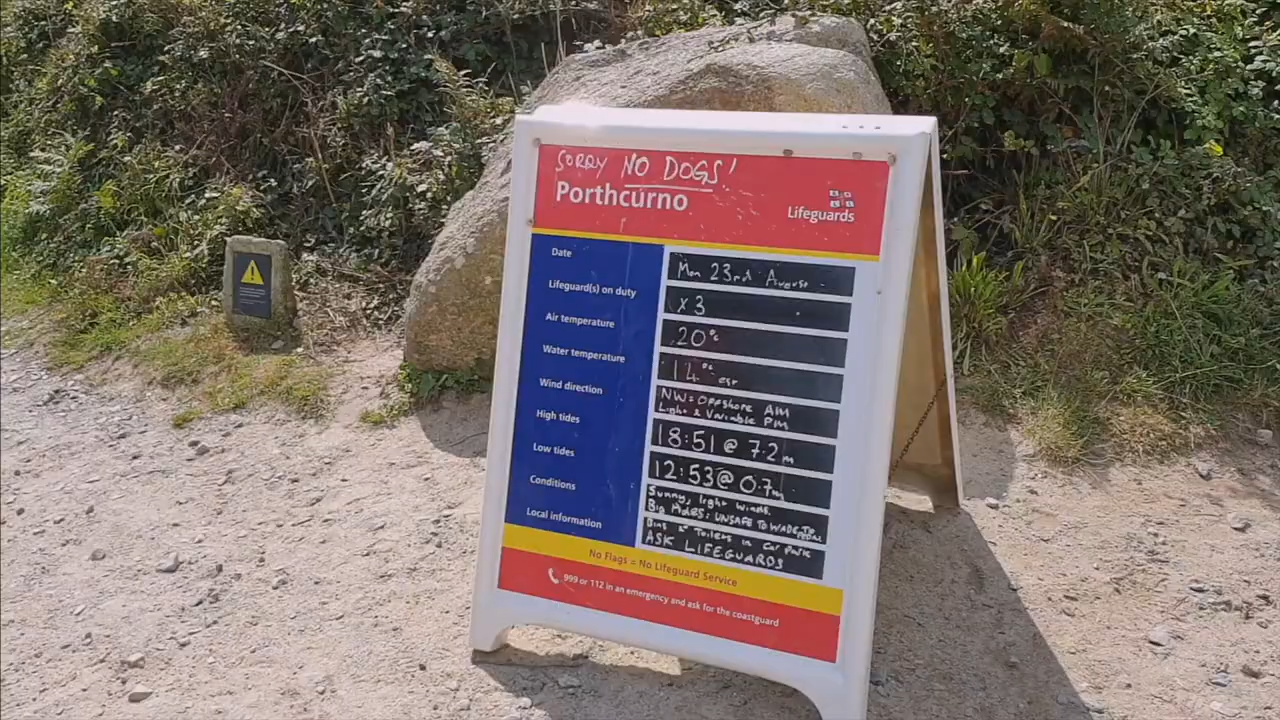 SORRY NO DOGS!
Porthcurno
Lifeguards
Date Mon 23rd August
Lifeguard(s) on duty x 3
Air temperature 20°c
Water temperature 14°c est
Wind direction NW = Offshore AM
Light & Variable PM
High tides 18:51 @ 7.2m
Low tides 12:53 @ 0.7m
Conditions Sunny, light winds.
Big Tides: UNSAFE TO WADE TO
Local information Bins & Toilets in Car Park
ASK LIFEGUARDS
No Flags = No Lifeguard Service
999 or 112 in an emergency and ask for the coastguard